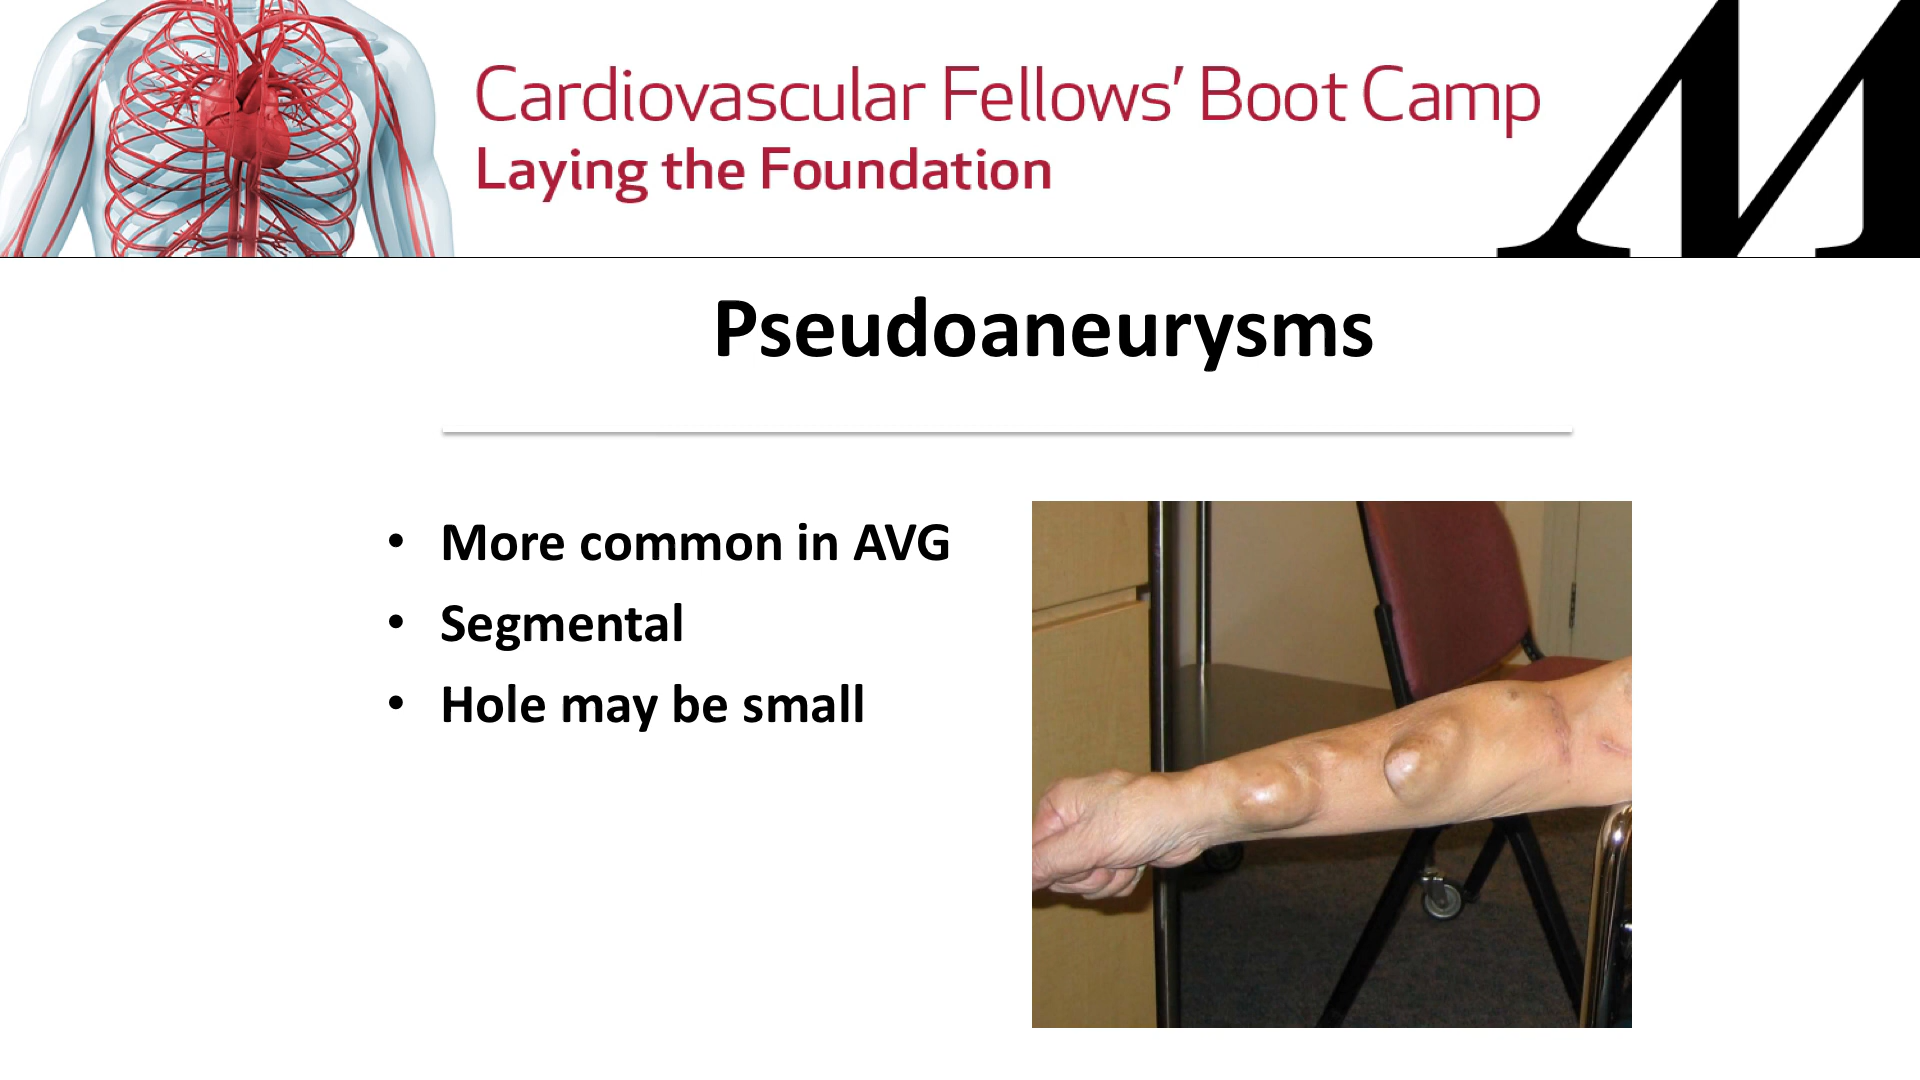 Cardiovascular Fellows’ Boot Camp
Laying the Foundation
M
Pseudoaneurysms
• More common in AVG
• Segmental
• Hole may be small